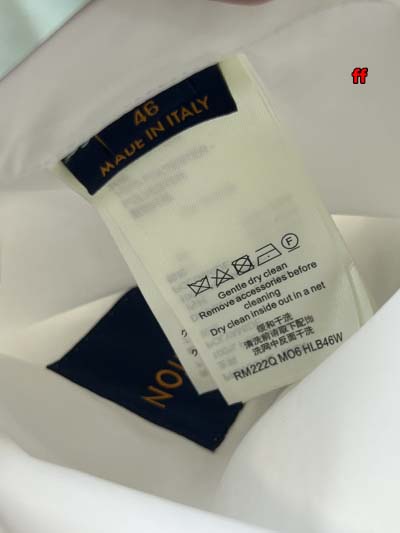 ff
46
MADE IN ITALY
F
Gentle dry clean
Remove accessories before
cleaning
Dry clean inside out in a net
缓和干洗
清洗前请取下配饰
洗网中反面干洗
RM222Q MO6 HLB46W
ION